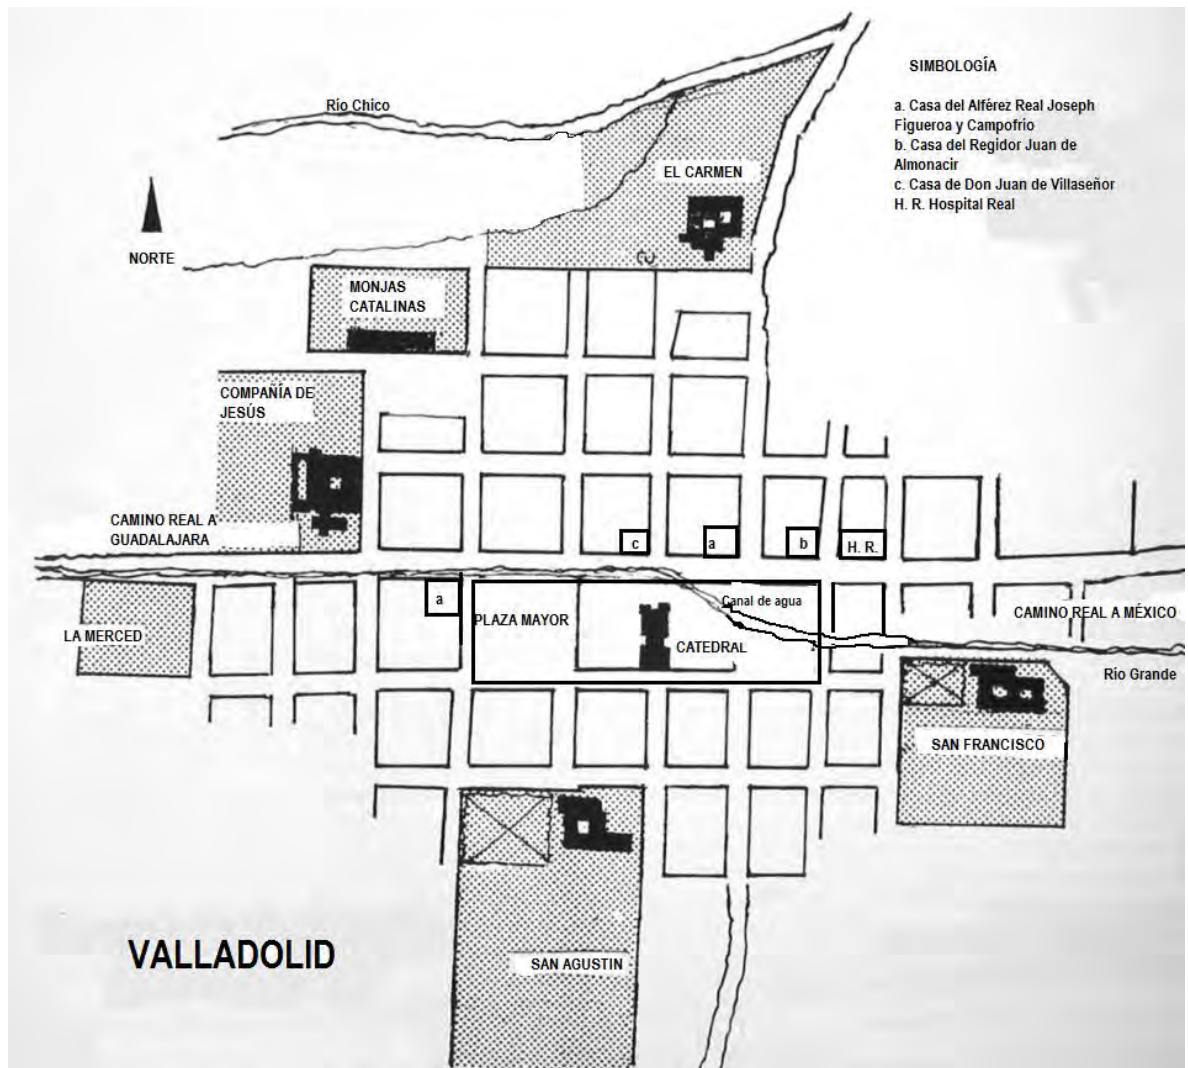 SIMBOLOGÍA
a. Casa del Alférez Real Joseph
Figueroa y Campofrío
b. Casa del Regidor Juan de
Almonacir
c. Casa de Don Juan de Villaseñor
H. R. Hospital Real
Río Chico
EL CARMEN
NORTE
MONJAS
CATALINAS
COMPAÑÍA DE
JESÚS
CAMINO REAL A
GUADALAJARA
c
a
b
H. R.
a
Canal de agua
PLAZA MAYOR
CAMINO REAL A MÉXICO
LA MERCED
CATEDRAL
Río Grande
SAN FRANCISCO
SAN AGUSTIN
VALLADOLID